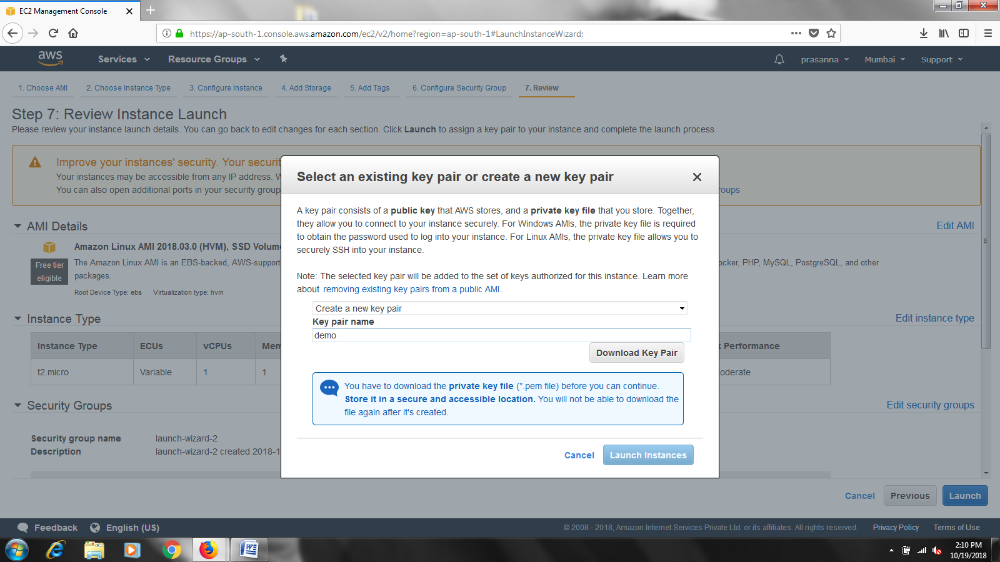 EC2 Management Console
https://ap-south-1.console.aws.amazon.com/ec2/v2/home?region=ap-south-1#LaunchInstanceWizard:
aws Services Resource Groups prasanna Mumbai Support
1. Choose AMI 2. Choose Instance Type 3. Configure Instance 4. Add Storage 5. Add Tags 6. Configure Security Group 7. Review
Step 7: Review Instance Launch
Please review your instance launch details. You can go back to edit changes for each section. Click Launch to assign a key pair to your instance and complete the launch process.
Improve your instances' security. Your securit
Your instances may be accessible from any IP address. W
You can also open additional ports in your security group
roups
AMI Details
Edit AMI
Amazon Linux AMI 2018.03.0 (HVM), SSD Volum
Free tier
eligible
The Amazon Linux AMI is an EBS-backed, AWS-support
ocker, PHP, MySQL, PostgreSQL, and other
packages.
Root Device Type: ebs Virtualization type: hvm
Instance Type
Edit instance type
Instance Type ECUs vCPUs Mem
Performance
t2.micro Variable 1 1
oderate
Security Groups
Edit security groups
Security group name launch-wizard-2
Description launch-wizard-2 created 2018-1
Select an existing key pair or create a new key pair
A key pair consists of a public key that AWS stores, and a private key file that you store. Together,
they allow you to connect to your instance securely. For Windows AMIs, the private key file is required
to obtain the password used to log into your instance. For Linux AMIs, the private key file allows you to
securely SSH into your instance.
Note: The selected key pair will be added to the set of keys authorized for this instance. Learn more
about removing existing key pairs from a public AMI.
Create a new key pair
Key pair name
demo
Download Key Pair
You have to download the private key file (*.pem file) before you can continue.
Store it in a secure and accessible location. You will not be able to download the
file again after it's created.
Cancel Launch Instances
Cancel Previous Launch
Feedback English (US) © 2008 - 2018, Amazon Internet Services Private Ltd. or its affiliates. All rights reserved. Privacy Policy Terms of Use
2:10 PM
10/19/2018